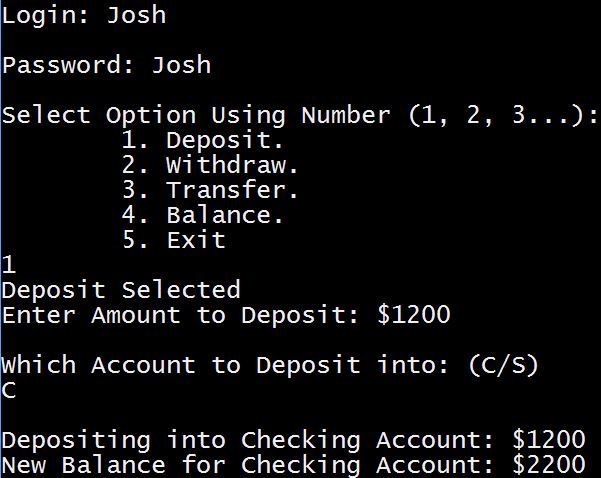 Login: Josh
Password: Josh
Select Option Using Number (1, 2, 3...):
1. Deposit.
2. Withdraw.
3. Transfer.
4. Balance.
5. Exit
1
Deposit Selected
Enter Amount to Deposit: $1200
Which Account to Deposit into: (C/S)
C
Depositing into Checking Account: $1200
New Balance for Checking Account: $2200